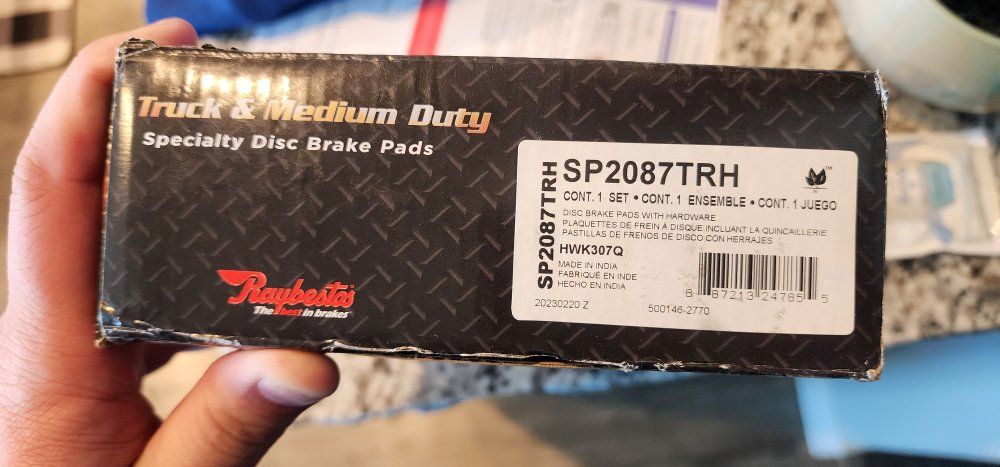 Truck & Medium Duty
Specialty Disc Brake Pads
Raybestos
The best in brakes
SP2087TRH
SP2087TRH
CONT. 1 SET • CONT. 1 ENSEMBLE • CONT. 1 JUEGO
DISC BRAKE PADS WITH HARDWARE
PLAQUETTES DE FREIN À DISQUE INCLUANT LA QUINCAILLERIE
PASTILLAS DE FRENOS DE DISCO CON HERRAJES
HWK307Q
MADE IN INDIA
FABRIQUÉ EN INDE
HECHO EN INDIA
20230220 Z
500146-2770
8 87213 24785 5